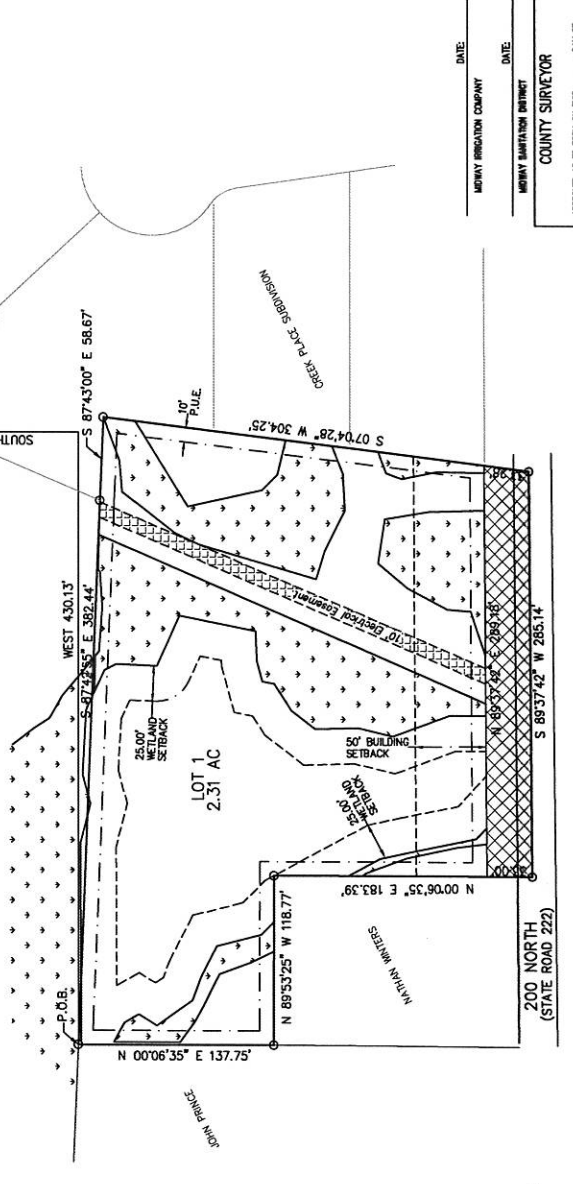 SOUTH
WEST 430.13'
S 87°43'00" E 58.67'
S 87°42'55" E 382.44'
P.O.B.
10'
P.U.E.
25.00'
WETLAND
SETBACK
LOT 1
2.31 AC
S 07°04'28" W 304.25'
CREEK PLACE SUBDIVISION
10' Electrical Easement
50' BUILDING
SETBACK
25.00'
WETLAND
SETBACK
N 00°06'35" E 137.75'
JOHN PRINCE
N 89°53'25" W 118.77'
NATHAN WINTERS
N 00°06'35" E 183.39'
N 89°37'42" E 289.18'
S 89°37'42" W 285.14'
200 NORTH
(STATE ROAD 222)
DATE:
MIDWAY IRRIGATION COMPANY
DATE:
MIDWAY SANITATION DISTRICT
COUNTY SURVEYOR